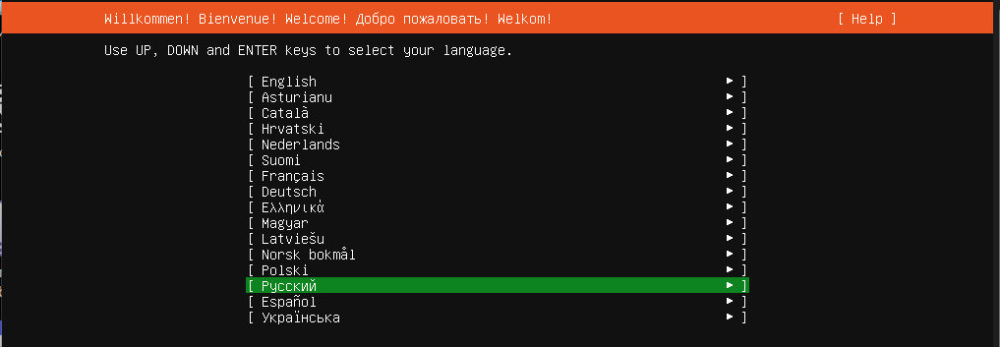 Willkommen! Bienvenue! Welcome! Добро пожаловать! Welkom! [ Help ]
Use UP, DOWN and ENTER keys to select your language.
[ English ► ]
[ Asturianu ► ]
[ Català ► ]
[ Hrvatski ► ]
[ Nederlands ► ]
[ Suomi ► ]
[ Français ► ]
[ Deutsch ► ]
[ Ελληνικά ► ]
[ Magyar ► ]
[ Latviešu ► ]
[ Norsk bokmål ► ]
[ Polski ► ]
[ Русский ► ]
[ Español ► ]
[ Українська ► ]